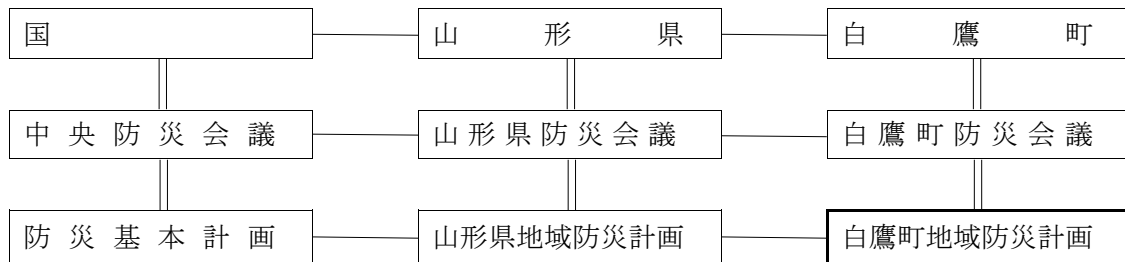 国 山形県 白鷹町
中央防災会議 山形県防災会議 白鷹町防災会議
防災基本計画 山形県地域防災計画 白鷹町地域防災計画